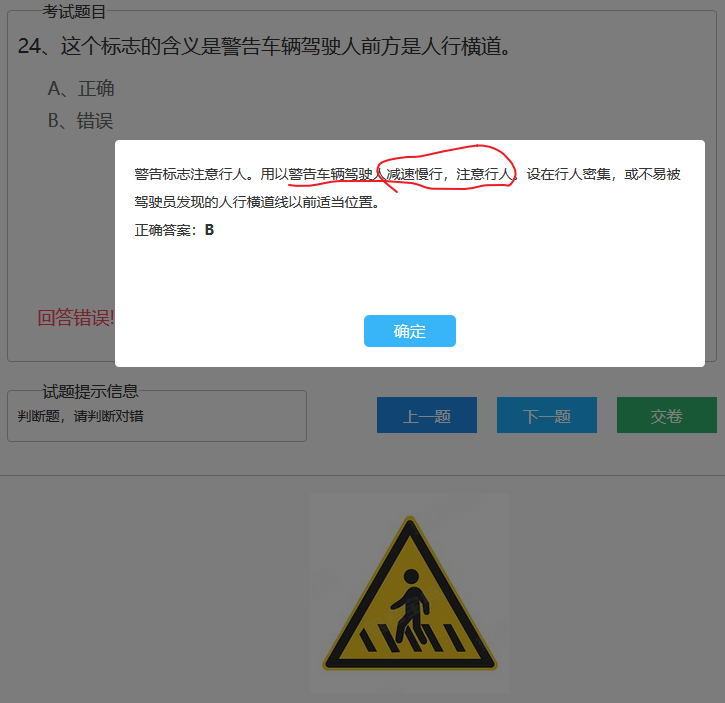 考试题目
24、这个标志的含义是警告车辆驾驶人前方是人行横道。
A、正确
B、错误
警告标志注意行人。用以警告车辆驾驶人减速慢行，注意行人。设在行人密集，或不易被
驾驶员发现的人行横道线以前适当位置。
正确答案：B
确定
回答错误!
试题提示信息
判断题，请判断对错
上一题
下一题
交卷